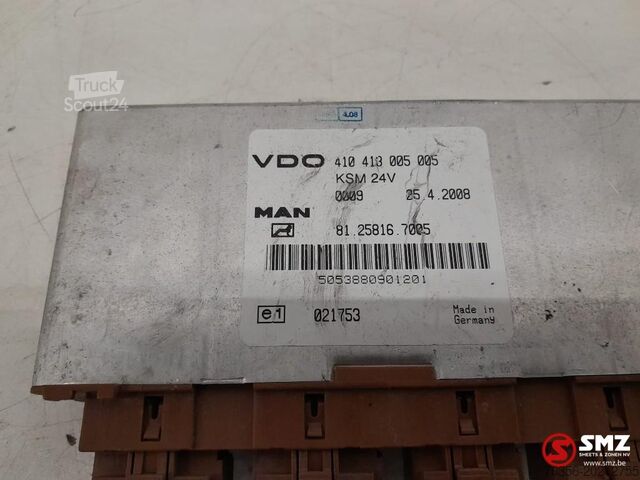 Truck
Scout24
4.08
VDO 410 413 005 005
KSM 24V
0009 25.4.2008
MAN
81.25816.7005
5053880901201
e1 021753
Made in
Germany
SMZ
SHEETS & ZONEN NV
www.smz.be